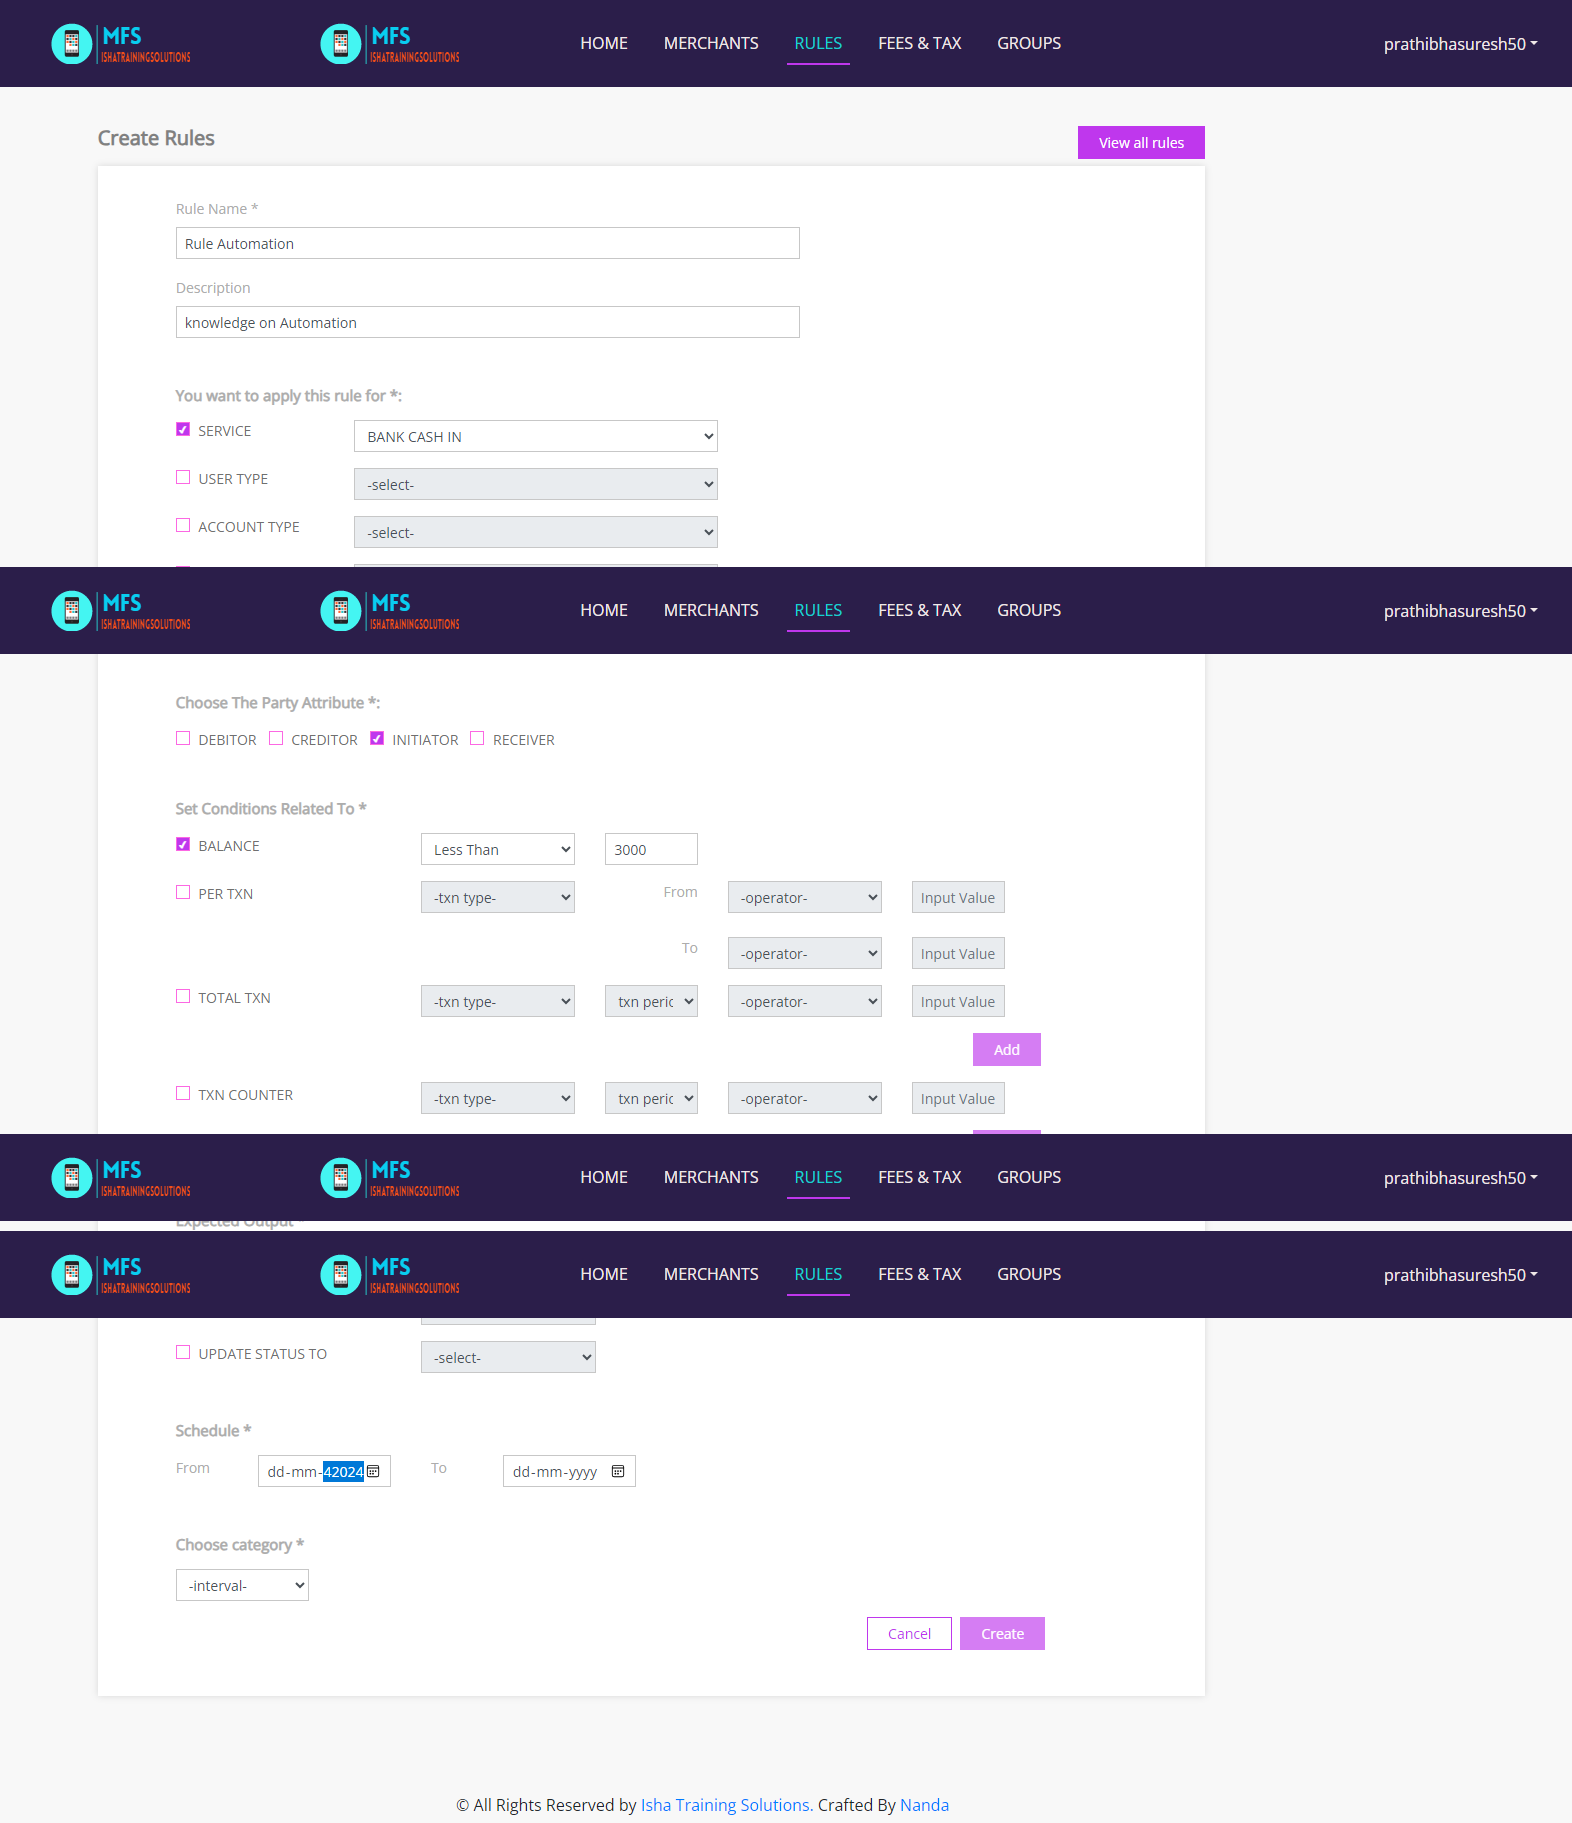 MFS
ISHATRAININGSOLUTIONS
MFS
ISHATRAININGSOLUTIONS
HOME MERCHANTS RULES FEES & TAX GROUPS prathibhasuresh50
Create Rules
View all rules
Rule Name *
Rule Automation
Description
knowledge on Automation
You want to apply this rule for *:
SERVICE BANK CASH IN
USER TYPE -select-
ACCOUNT TYPE -select-
MFS
ISHATRAININGSOLUTIONS
MFS
ISHATRAININGSOLUTIONS
HOME MERCHANTS RULES FEES & TAX GROUPS prathibhasuresh50
Choose The Party Attribute *:
DEBITOR CREDITOR INITIATOR RECEIVER
Set Conditions Related To *
BALANCE Less Than 3000
PER TXN -txn type- From -operator- Input Value
To -operator- Input Value
TOTAL TXN -txn type- txn peric -operator- Input Value
Add
TXN COUNTER -txn type- txn peric -operator- Input Value
MFS
ISHATRAININGSOLUTIONS
MFS
ISHATRAININGSOLUTIONS
HOME MERCHANTS RULES FEES & TAX GROUPS prathibhasuresh50
Expected Output *
MFS
ISHATRAININGSOLUTIONS
MFS
ISHATRAININGSOLUTIONS
HOME MERCHANTS RULES FEES & TAX GROUPS prathibhasuresh50
UPDATE STATUS TO -select-
Schedule *
From dd-mm-42024 To dd-mm-yyyy
Choose category *
-interval-
Cancel Create
© All Rights Reserved by Isha Training Solutions. Crafted By Nanda